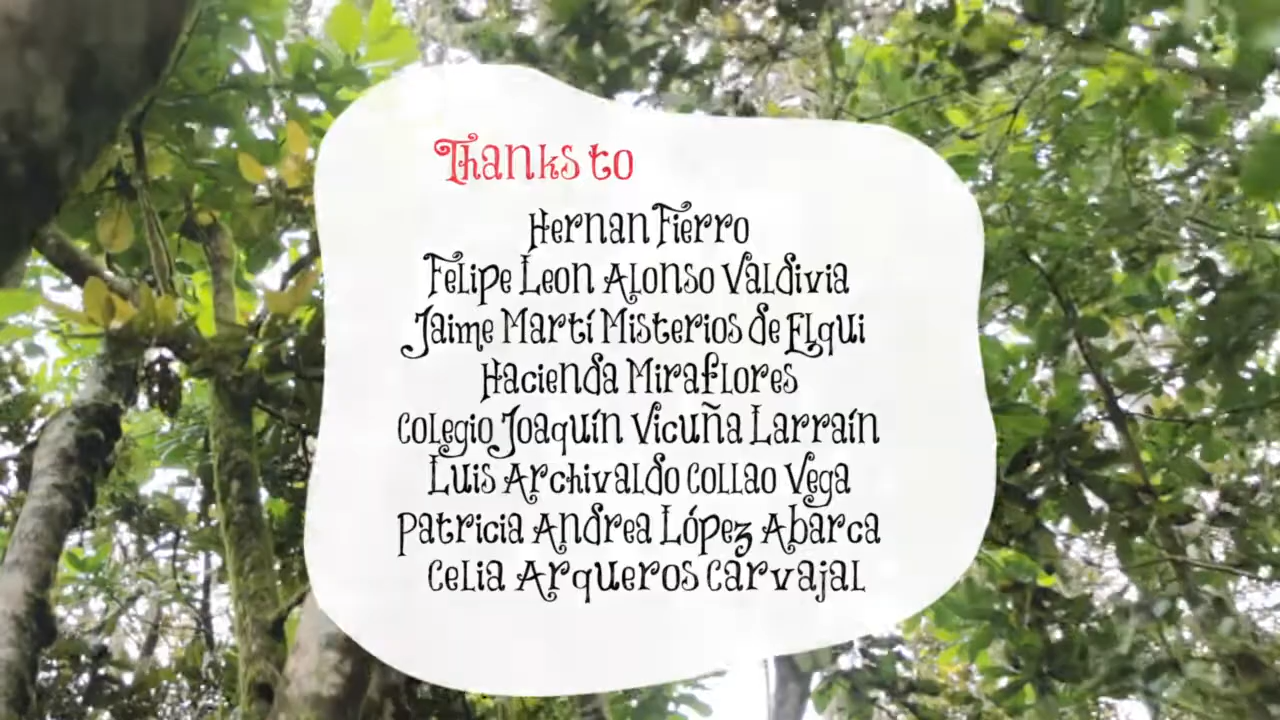 Thanks to
Hernan Fierro
Felipe Leon Alonso Valdivia
Jaime Martí Misterios de Elqui
Hacienda Miraflores
Colegio Joaquín Vicuña Larraín
Luis Archivaldo Collao Vega
Patricia Andrea López Abarca
Celia Arqueros Carvajal